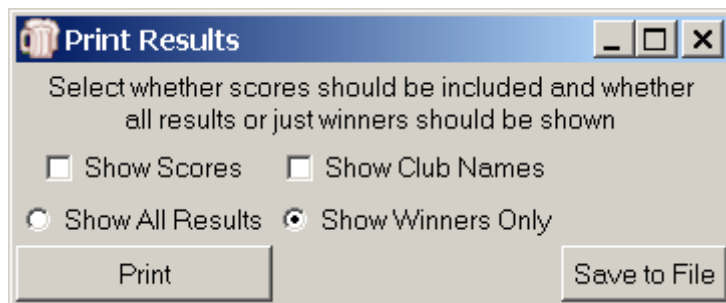 Print Results
Select whether scores should be included and whether
all results or just winners should be shown
Show Scores Show Club Names
Show All Results Show Winners Only
Print Save to File